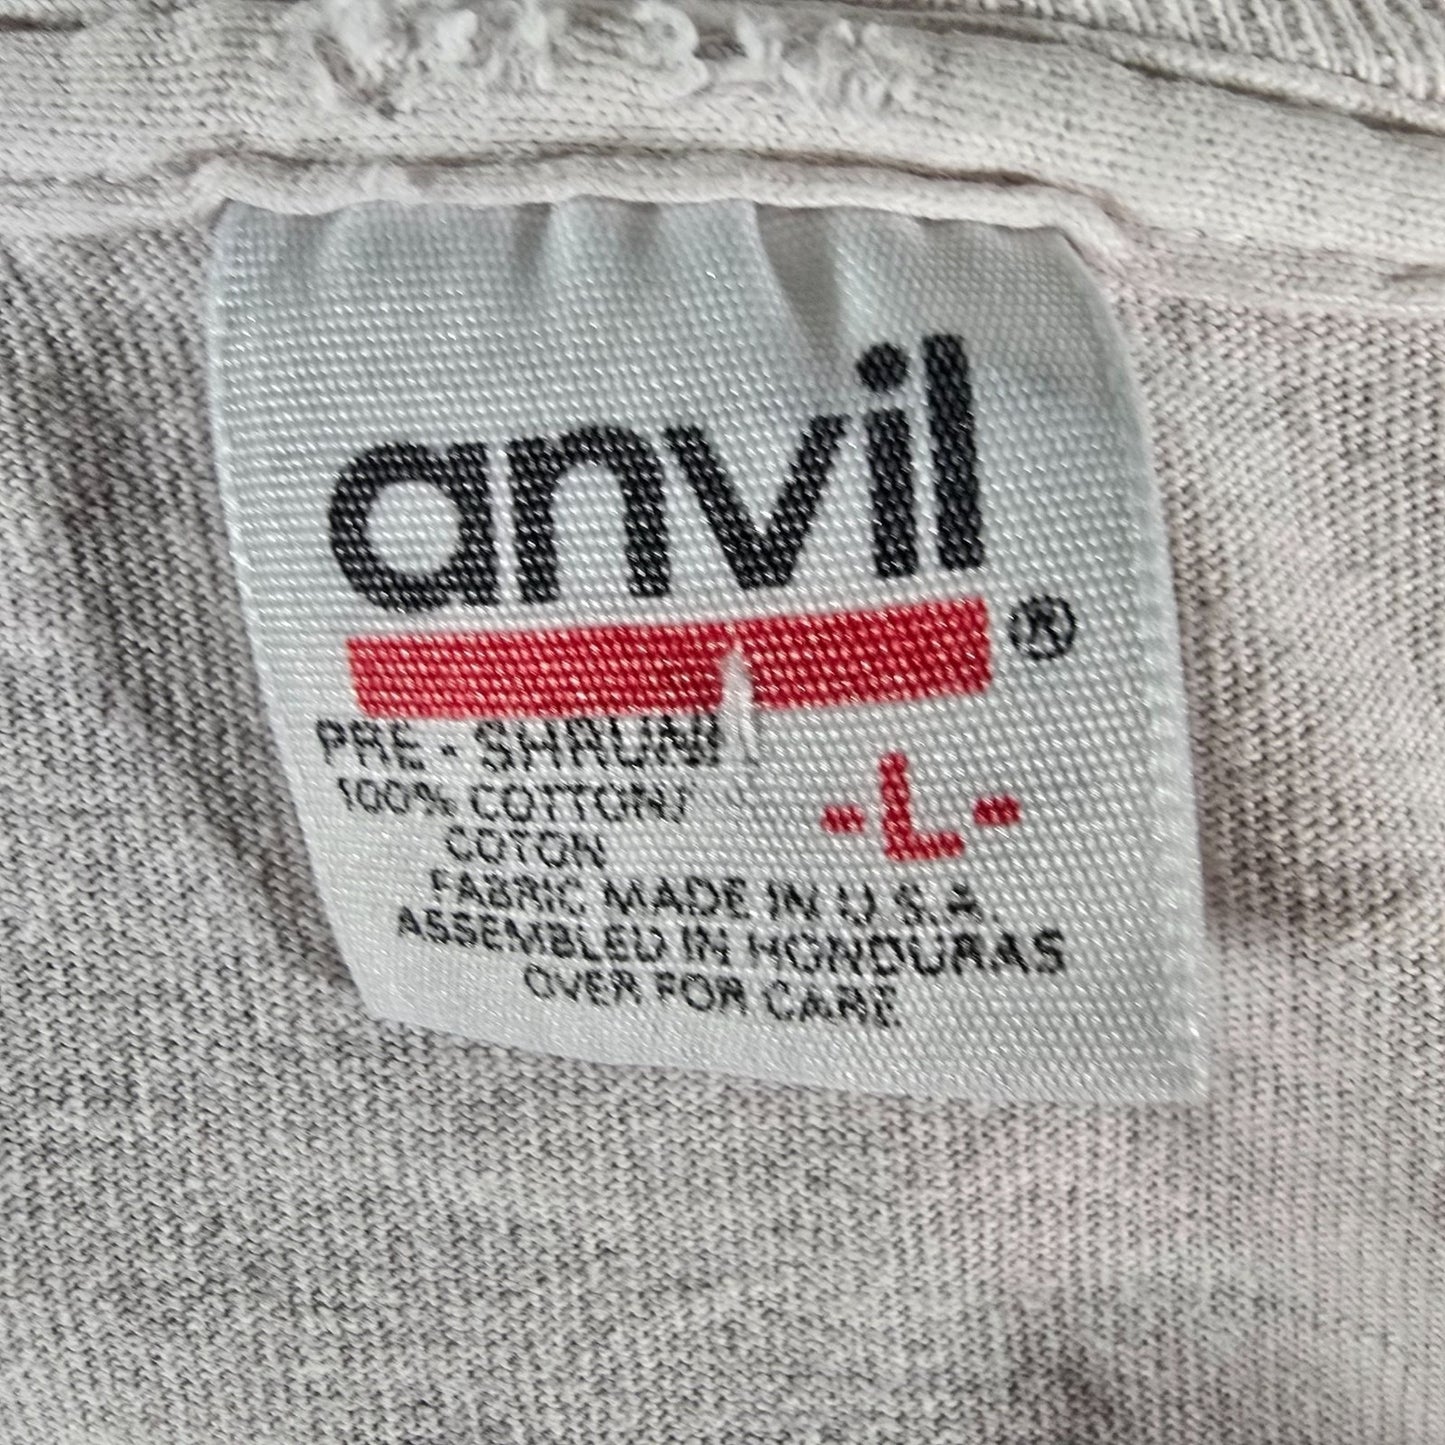 anvil®
PRE-SHRUNK
-L-
100% COTTON/
COTON
FABRIC MADE IN U.S.A.
ASSEMBLED IN HONDURAS
OVER FOR CARE